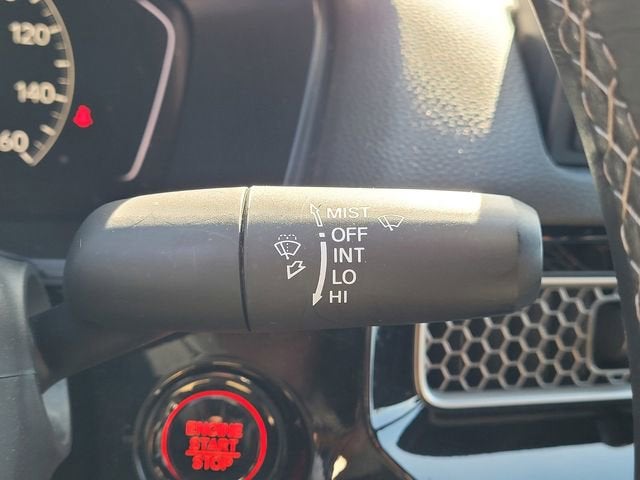 120
140
60
MIST
OFF
INT
LO
HI
ENGINE
START
STOP